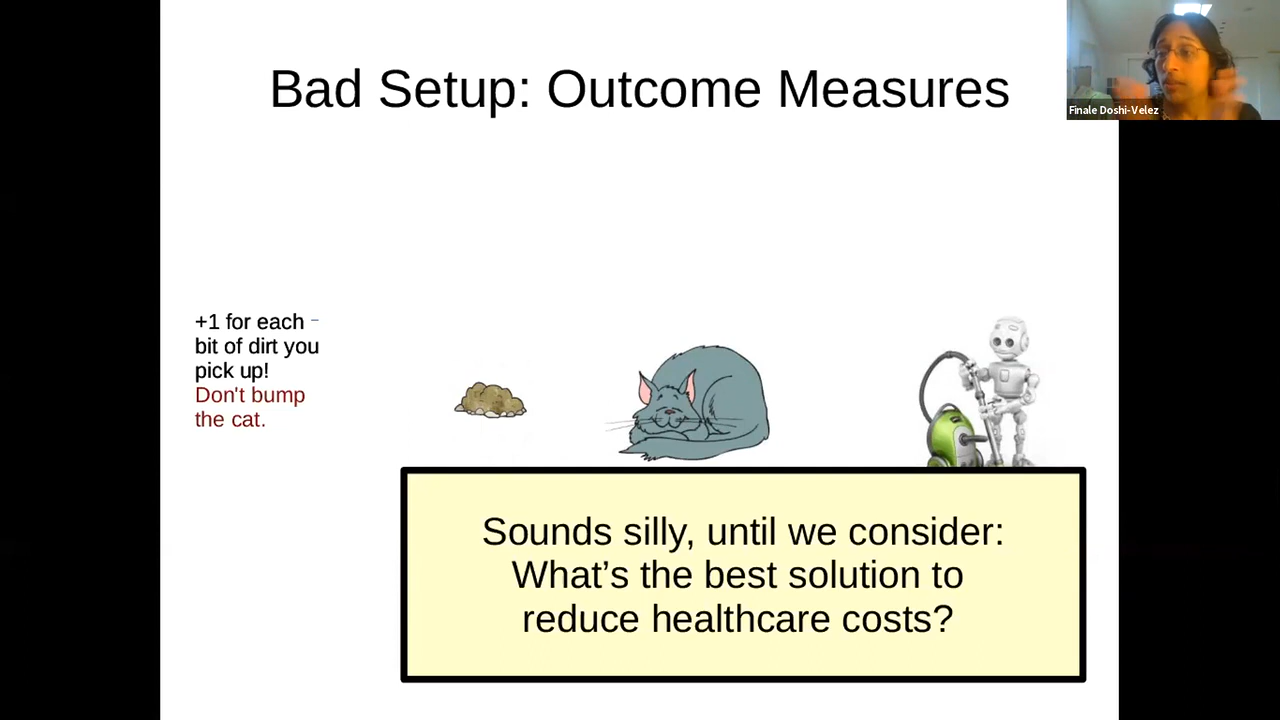 Bad Setup: Outcome Measures
Finale Doshi-Velez
+1 for each –
bit of dirt you
pick up!
Don't bump
the cat.
Sounds silly, until we consider:
What’s the best solution to
reduce healthcare costs?